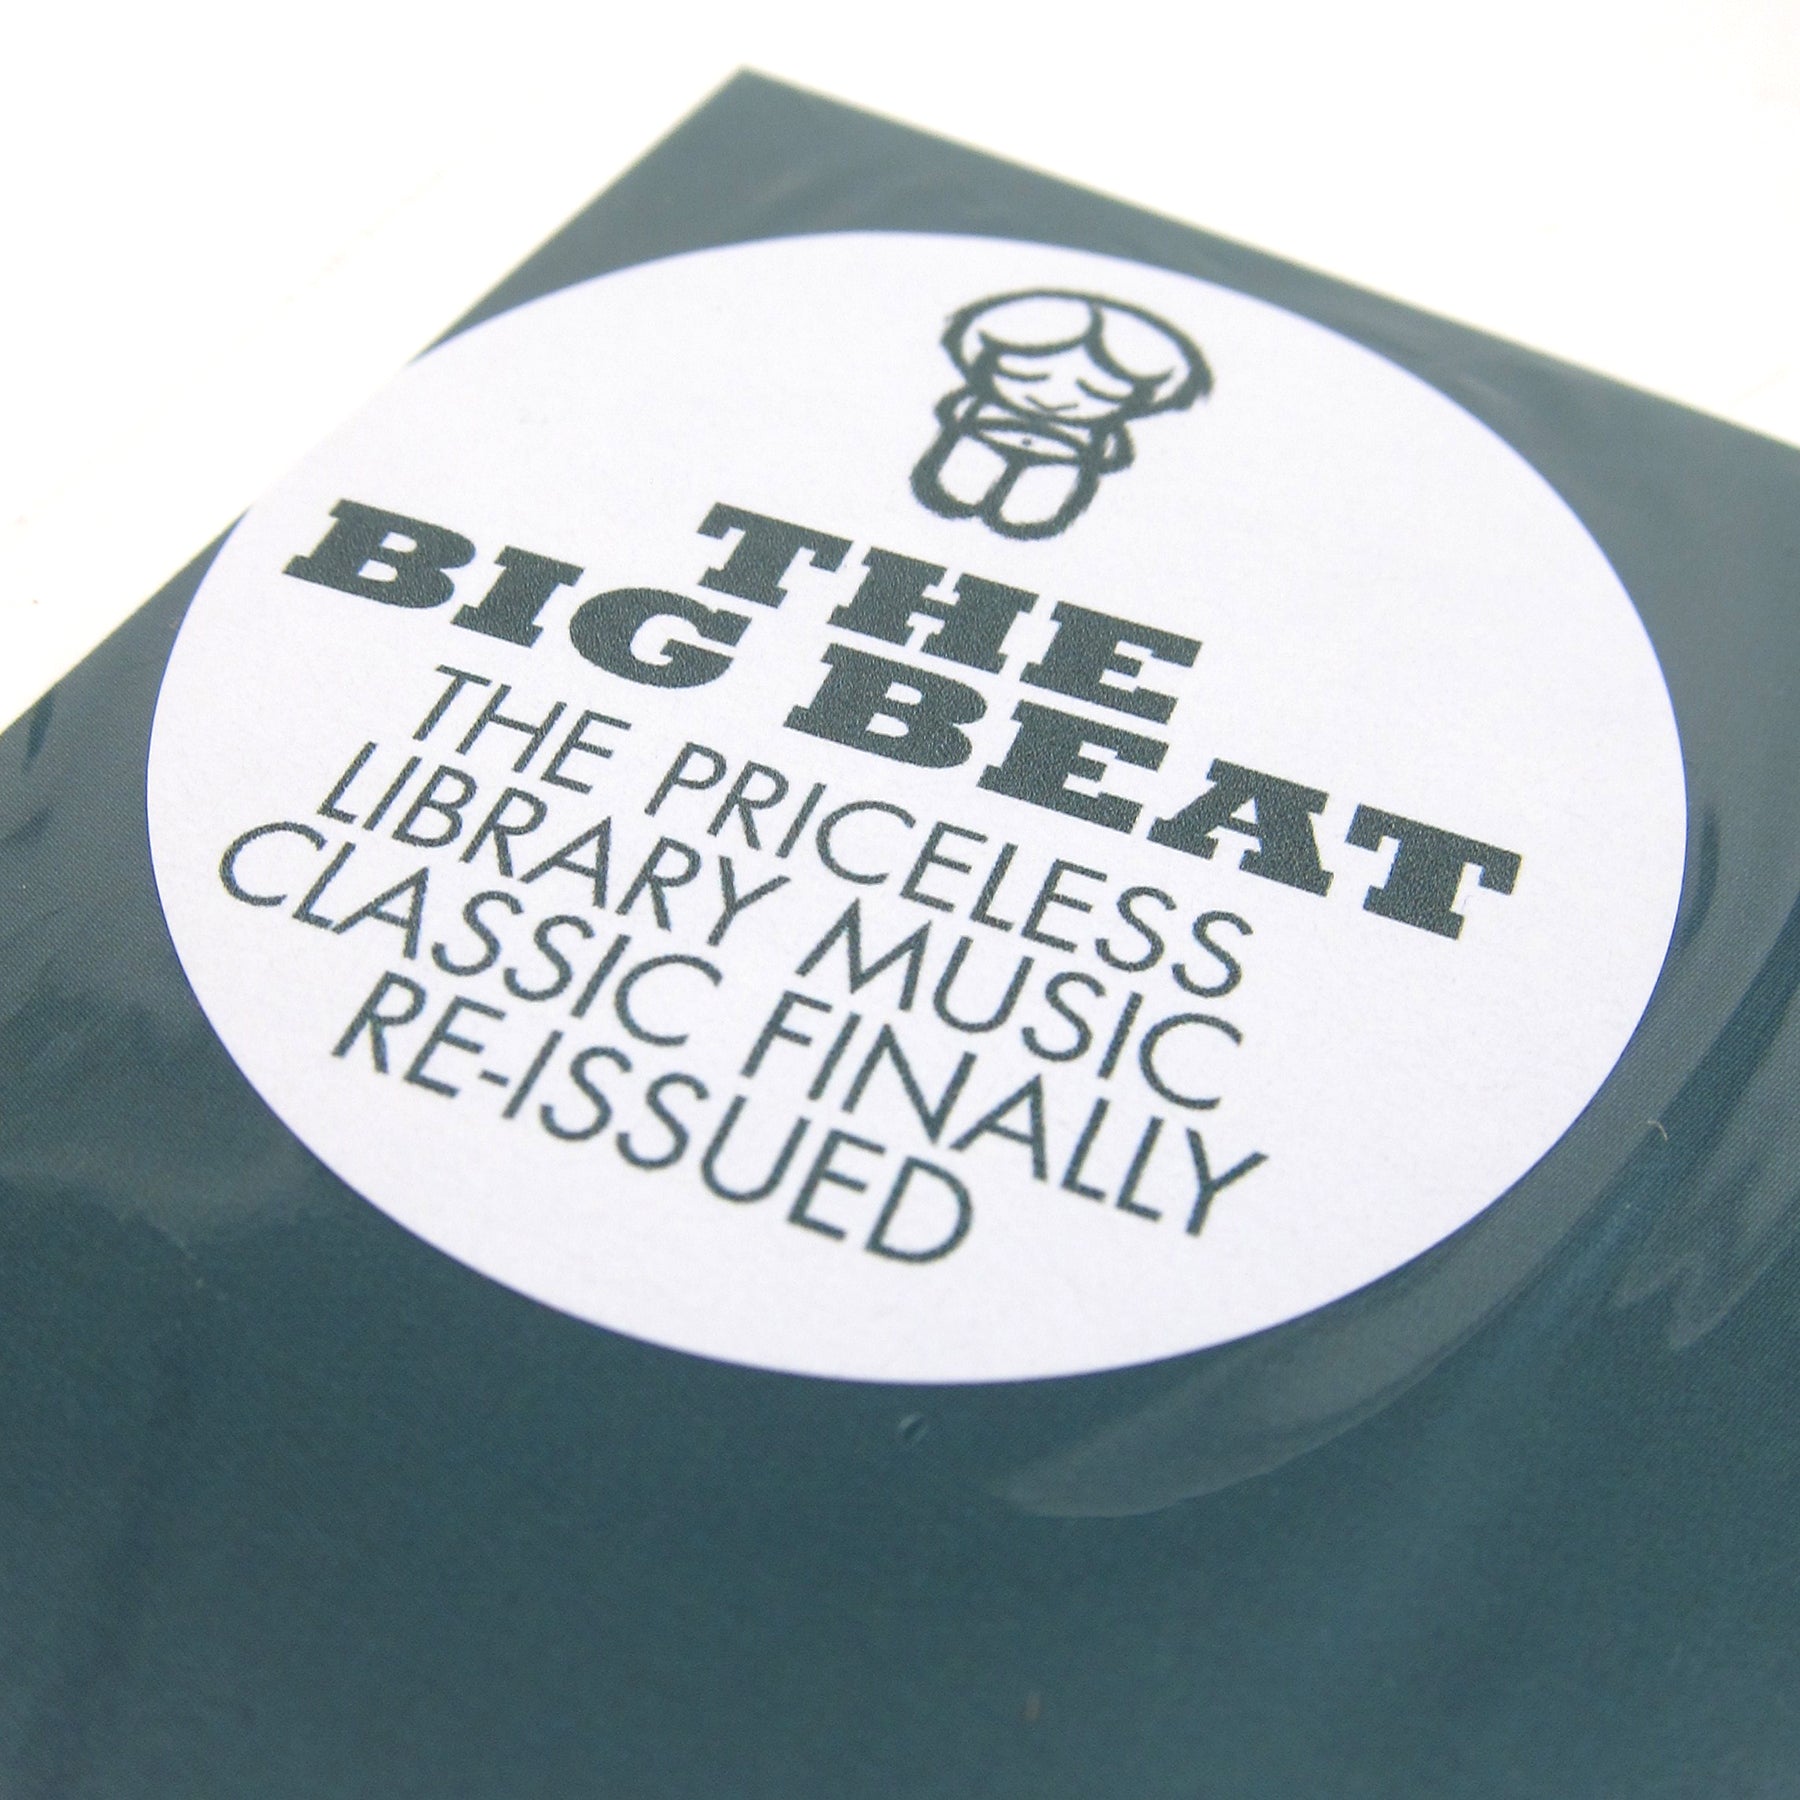 THE
BIG BEAT
THE PRICELESS
LIBRARY MUSIC
CLASSIC FINALLY
RE-ISSUED